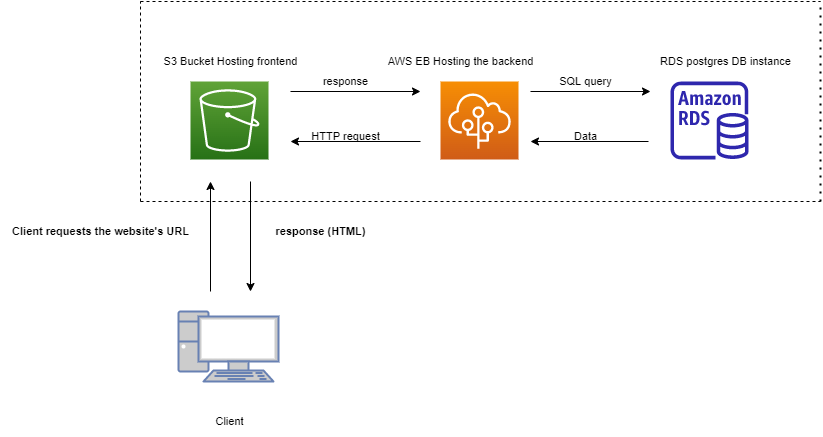 S3 Bucket Hosting frontend
AWS EB Hosting the backend
RDS postgres DB instance
response
SQL query
Amazon
RDS
HTTP request
Data
Client requests the website's URL
response (HTML)
Client